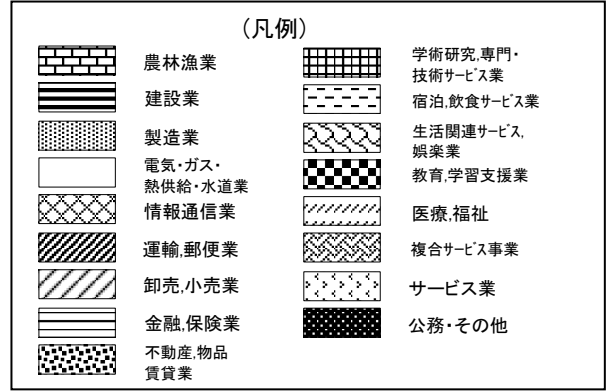 (凡例)
農林漁業
建設業
製造業
電気・ガス・
熱供給・水道業
情報通信業
運輸,郵便業
卸売,小売業
金融,保険業
不動産,物品
賃貸業
学術研究,専門・
技術サービス業
宿泊,飲食サービス業
生活関連サービス,
娯楽業
教育,学習支援業
医療,福祉
複合サービス事業
サービス業
公務・その他